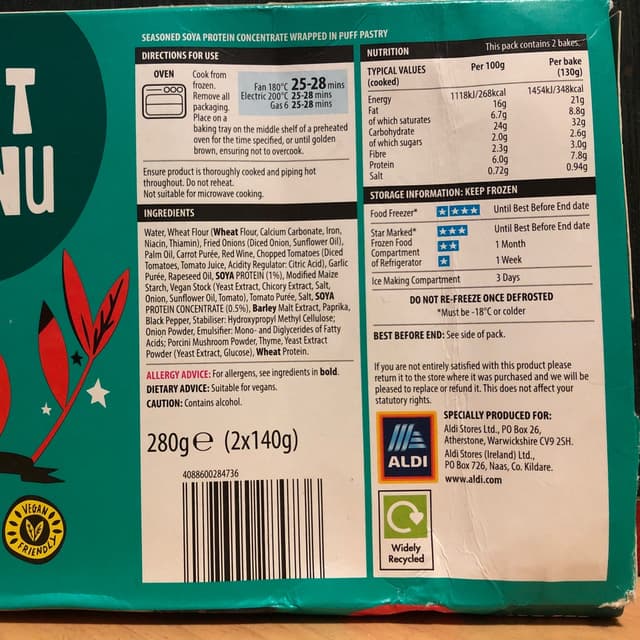 T
NU
VEGAN
FRIENDLY
SEASONED SOYA PROTEIN CONCENTRATE WRAPPED IN PUFF PASTRY
DIRECTIONS FOR USE
OVEN
Cook from
frozen.
Remove all
packaging.
Place on a
baking tray on the middle shelf of a preheated
oven for the time specified, or until golden
brown, ensuring not to overcook.
Fan 180°C 25-28 mins
Electric 200°C 25-28 mins
Gas 6 25-28 mins
Ensure product is thoroughly cooked and piping hot
throughout. Do not reheat.
Not suitable for microwave cooking.
INGREDIENTS
Water, Wheat Flour (Wheat Flour, Calcium Carbonate, Iron,
Niacin, Thiamin), Fried Onions (Diced Onion, Sunflower Oil),
Palm Oil, Carrot Purée, Red Wine, Chopped Tomatoes (Diced
Tomatoes, Tomato Juice, Acidity Regulator: Citric Acid), Garlic
Purée, Rapeseed Oil, SOYA PROTEIN (1%), Modified Maize
Starch, Vegan Stock (Yeast Extract, Chicory Extract, Salt,
Onion, Sunflower Oil, Tomato), Tomato Purée, Salt, SOYA
PROTEIN CONCENTRATE (0.5%), Barley Malt Extract, Paprika,
Black Pepper, Stabiliser: Hydroxypropyl Methyl Cellulose;
Onion Powder, Emulsifier: Mono- and Diglycerides of Fatty
Acids; Porcini Mushroom Powder, Thyme, Yeast Extract
Powder (Yeast Extract, Glucose), Wheat Protein.
ALLERGY ADVICE: For allergens, see ingredients in bold.
DIETARY ADVICE: Suitable for vegans.
CAUTION: Contains alcohol.
280g e (2x140g)
4088600284736
NUTRITION
This pack contains 2 bakes.
TYPICAL VALUES Per 100g Per bake
(cooked) (130g)
Energy 1118kJ/268kcal 1454kJ/348kcal
Fat 16g 21g
of which saturates 6.7g 8.8g
Carbohydrate 24g 32g
of which sugars 2.0g 2.6g
Fibre 2.3g 3.0g
Protein 6.0g 7.8g
Salt 0.72g 0.94g
STORAGE INFORMATION: KEEP FROZEN
Food Freezer* Until Best Before End date
Star Marked* Until Best Before End date
Frozen Food 1 Month
Compartment
of Refrigerator 1 Week
Ice Making Compartment 3 Days
DO NOT RE-FREEZE ONCE DEFROSTED
*Must be -18°C or colder
BEST BEFORE END: See side of pack.
If you are not entirely satisfied with this product please
return it to the store where it was purchased and we will be
pleased to replace or refund it. This does not affect your
statutory rights.
ALDI
SPECIALLY PRODUCED FOR:
Aldi Stores Ltd., PO Box 26,
Atherstone, Warwickshire CV9 2SH.
Aldi Stores (Ireland) Ltd.,
PO Box 726, Naas, Co. Kildare.
www.aldi.com
Widely
Recycled